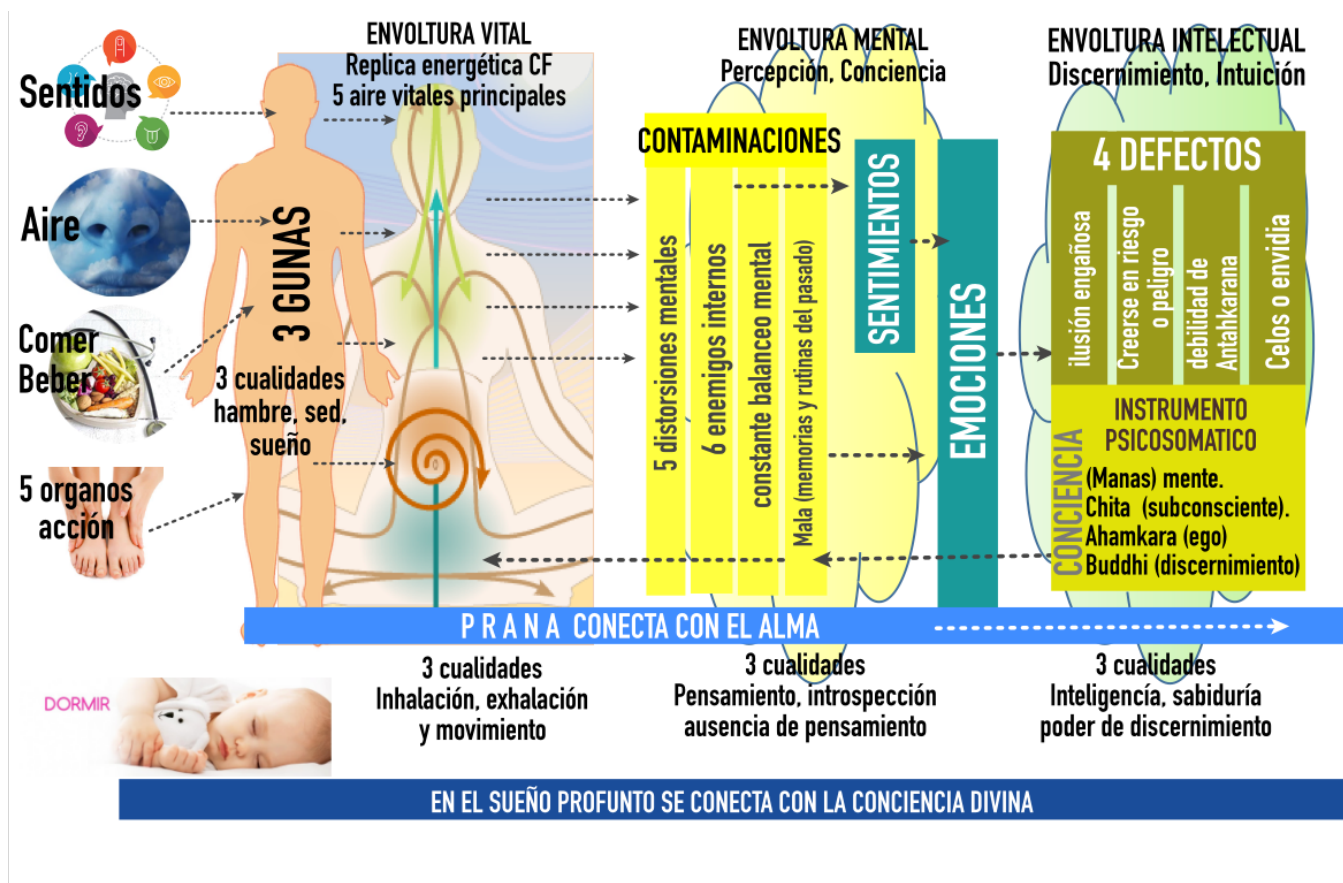 Sentidos
Aire
Comer
Beber
5 organos
acción
3 GUNAS
3 cualidades
hambre, sed,
sueño
ENVOLTURA VITAL
Replica energética CF
5 aire vitales principales
ENVOLTURA MENTAL
Percepción, Conciencia
CONTAMINACIONES
5 distorsiones mentales
6 enemigos internos
constante balanceo mental
Mala (memorias y rutinas del pasado)
SENTIMIENTOS
EMOCIONES
ENVOLTURA INTELECTUAL
Discernimiento, Intuición
4 DEFECTOS
ilusión engañosa
Creerse en riesgo
o peligro
debilidad de
Antahkarana
Celos o envidia
INSTRUMENTO
PSICOSOMATICO
CONCIENCIA
(Manas) mente.
Chita (subconsciente).
Ahamkara (ego)
Buddhi (discernimiento)
P R A N A CONECTA CON EL ALMA
3 cualidades
Inhalación, exhalación
y movimiento
3 cualidades
Pensamiento, introspección
ausencia de pensamiento
3 cualidades
Inteligencía, sabiduría
poder de discernimiento
DORMIR
EN EL SUEÑO PROFUNTO SE CONECTA CON LA CONCIENCIA DIVINA